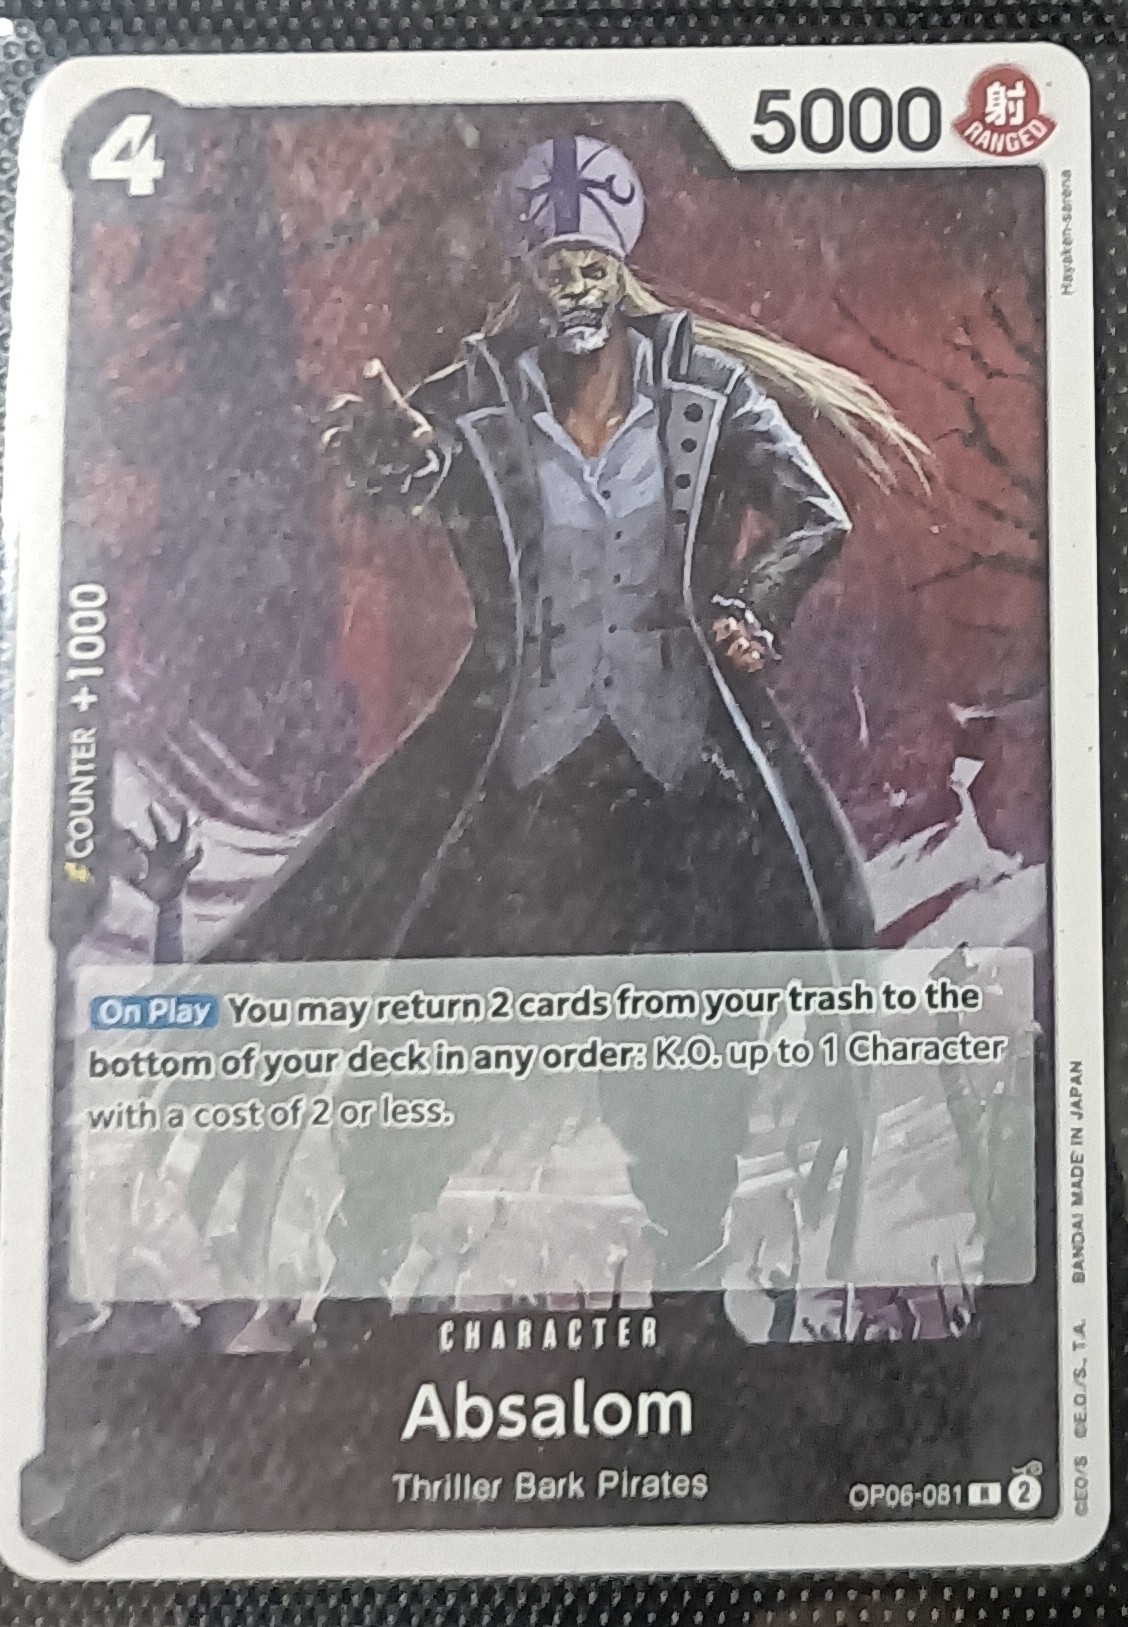 4
5000
射
RANGED
Hayaken-sarena
COUNTER +1000
On Play You may return 2 cards from your trash to the
bottom of your deck in any order: K.O. up to 1 Character
with a cost of 2 or less.
CHARACTER
Absalom
Thriller Bark Pirates
OP06-081 R 2
©EO/S ©E.O./S., T.A. BANDAI MADE IN JAPAN